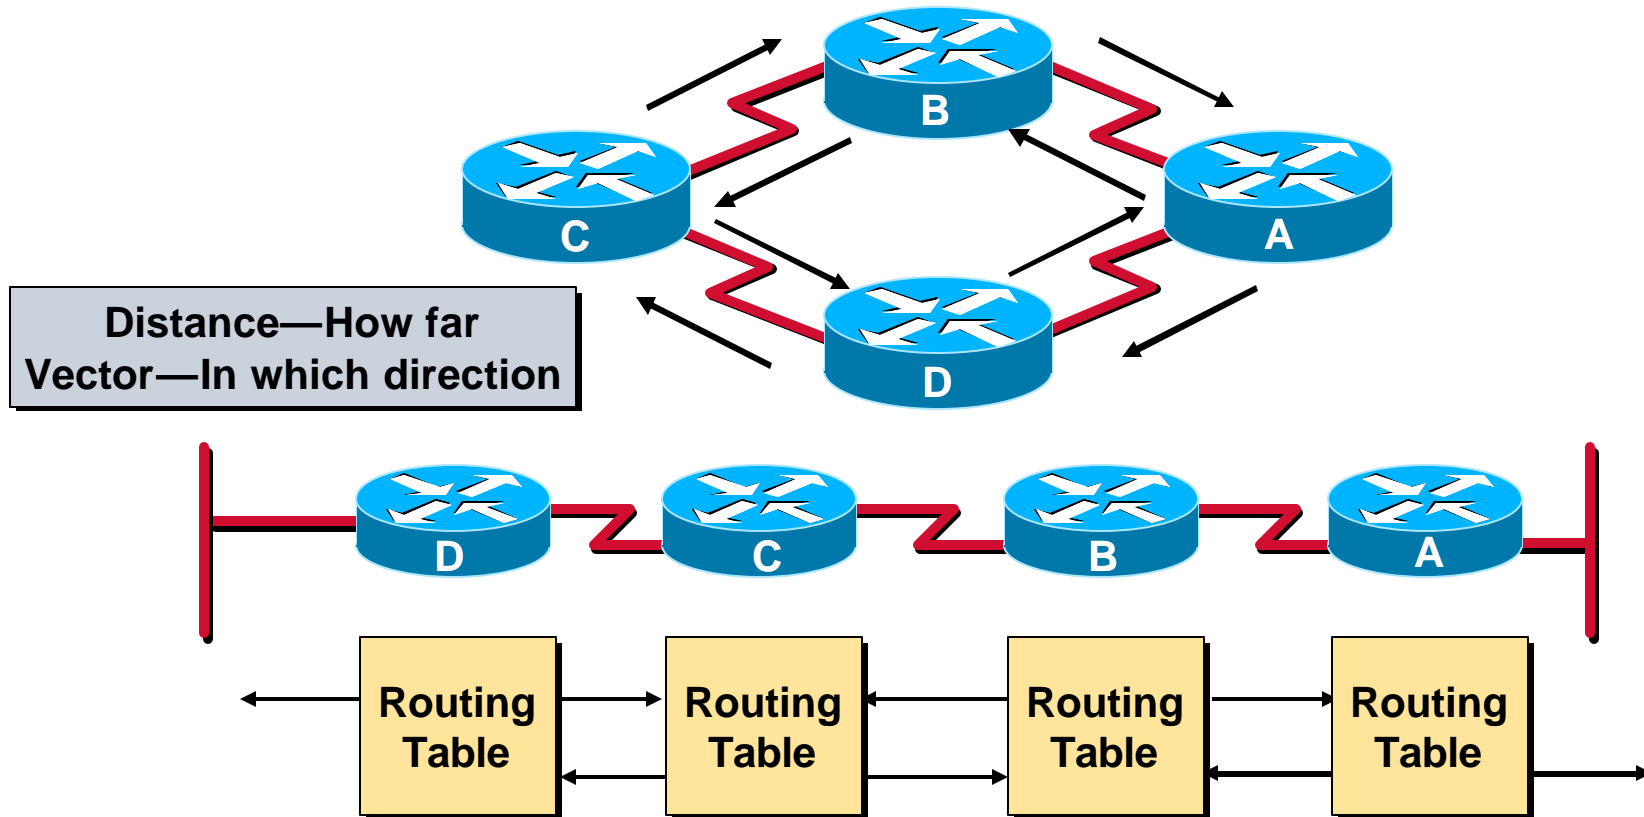 B
C
A
D
Distance—How far
Vector—In which direction
D
C
B
A
Routing
Table
Routing
Table
Routing
Table
Routing
Table